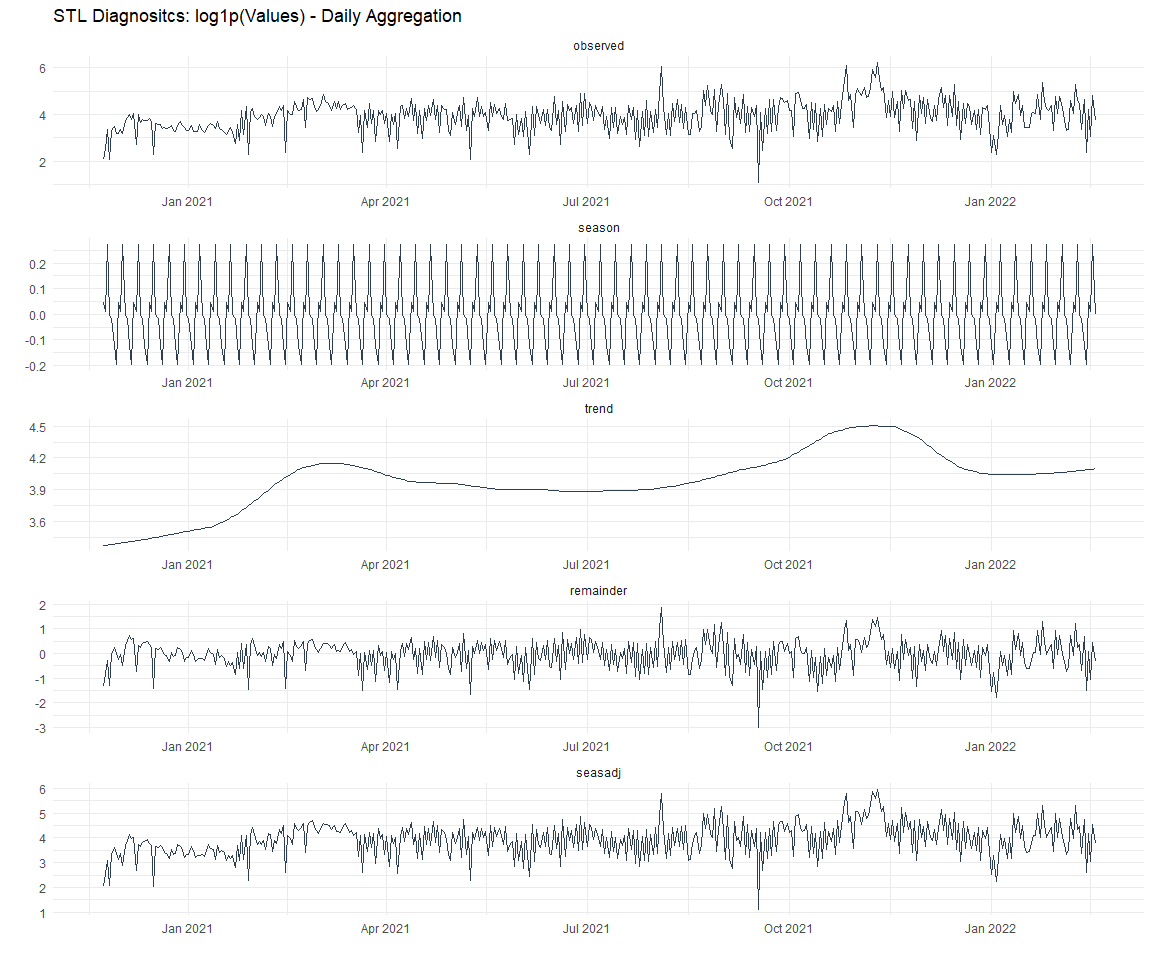 STL Diagnositcs: log1p(Values) - Daily Aggregation
observed
6
4
2
Jan 2021 Apr 2021 Jul 2021 Oct 2021 Jan 2022
season
0.2
0.1
0.0
-0.1
-0.2
Jan 2021 Apr 2021 Jul 2021 Oct 2021 Jan 2022
trend
4.5
4.2
3.9
3.6
Jan 2021 Apr 2021 Jul 2021 Oct 2021 Jan 2022
remainder
2
1
0
-1
-2
-3
Jan 2021 Apr 2021 Jul 2021 Oct 2021 Jan 2022
seasadj
6
5
4
3
2
1
Jan 2021 Apr 2021 Jul 2021 Oct 2021 Jan 2022